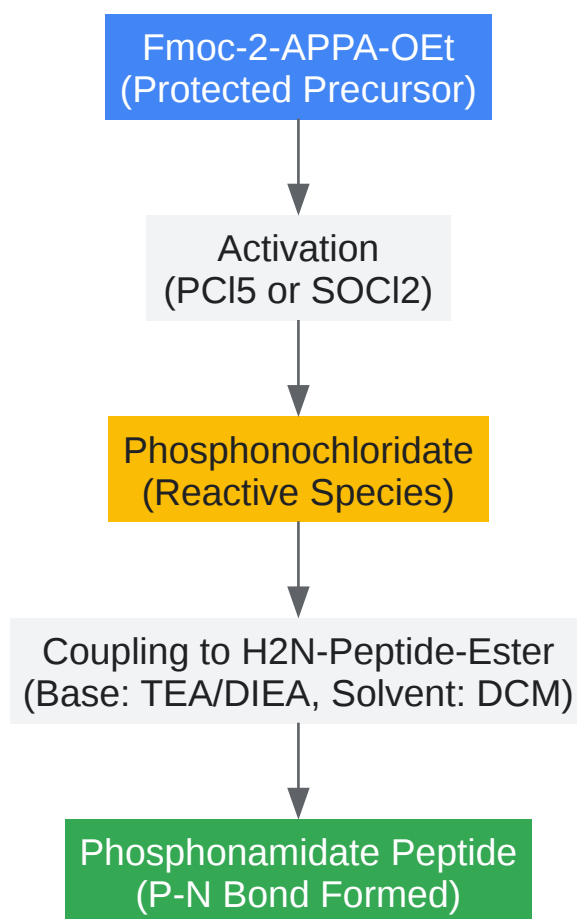 Fmoc-2-APPA-OEt
(Protected Precursor)
Activation
(PCl5 or SOCl2)
Phosphonochloridate
(Reactive Species)
Coupling to H2N-Peptide-Ester
(Base: TEA/DIEA, Solvent: DCM)
Phosphonamidate Peptide
(P-N Bond Formed)